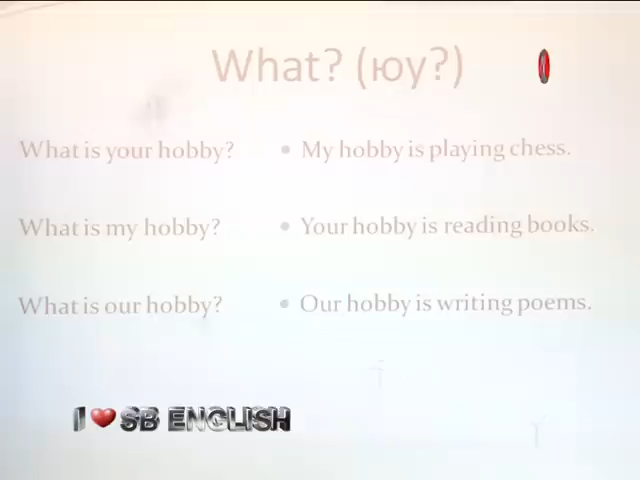 What? (юу?)
What is your hobby?
• My hobby is playing chess.
What is my hobby?
• Your hobby is reading books.
What is our hobby?
• Our hobby is writing poems.
I ❤ SB ENGLISH